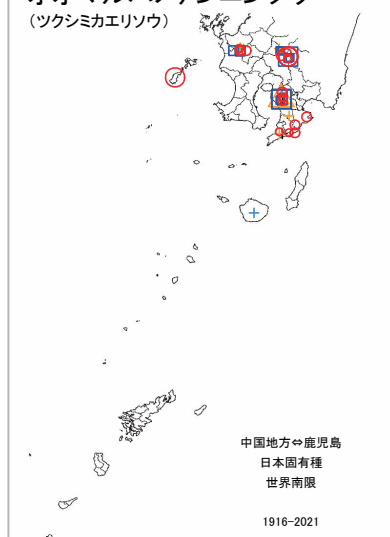 （ツクシミカエリソウ）
中国地方⇔鹿児島
日本固有種
世界南限
1916-2021